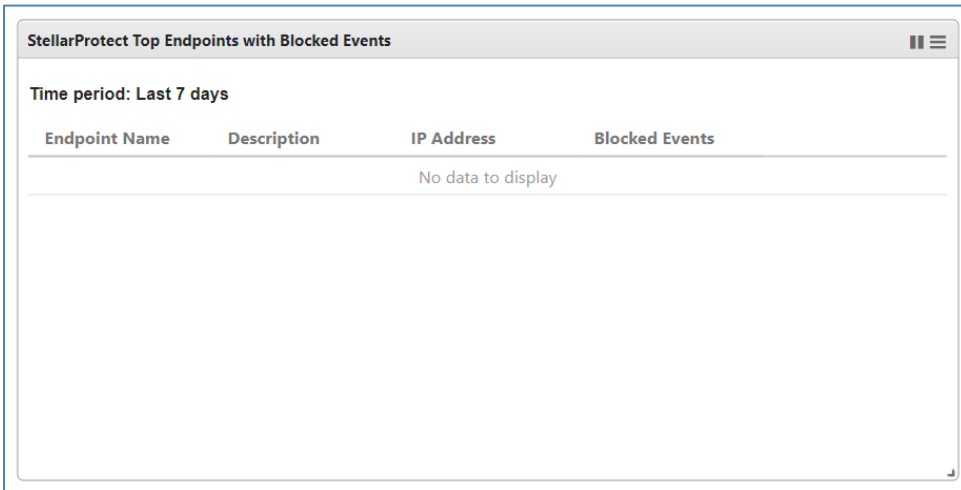 StellarProtect Top Endpoints with Blocked Events
Time period: Last 7 days
Endpoint Name Description IP Address Blocked Events
No data to display